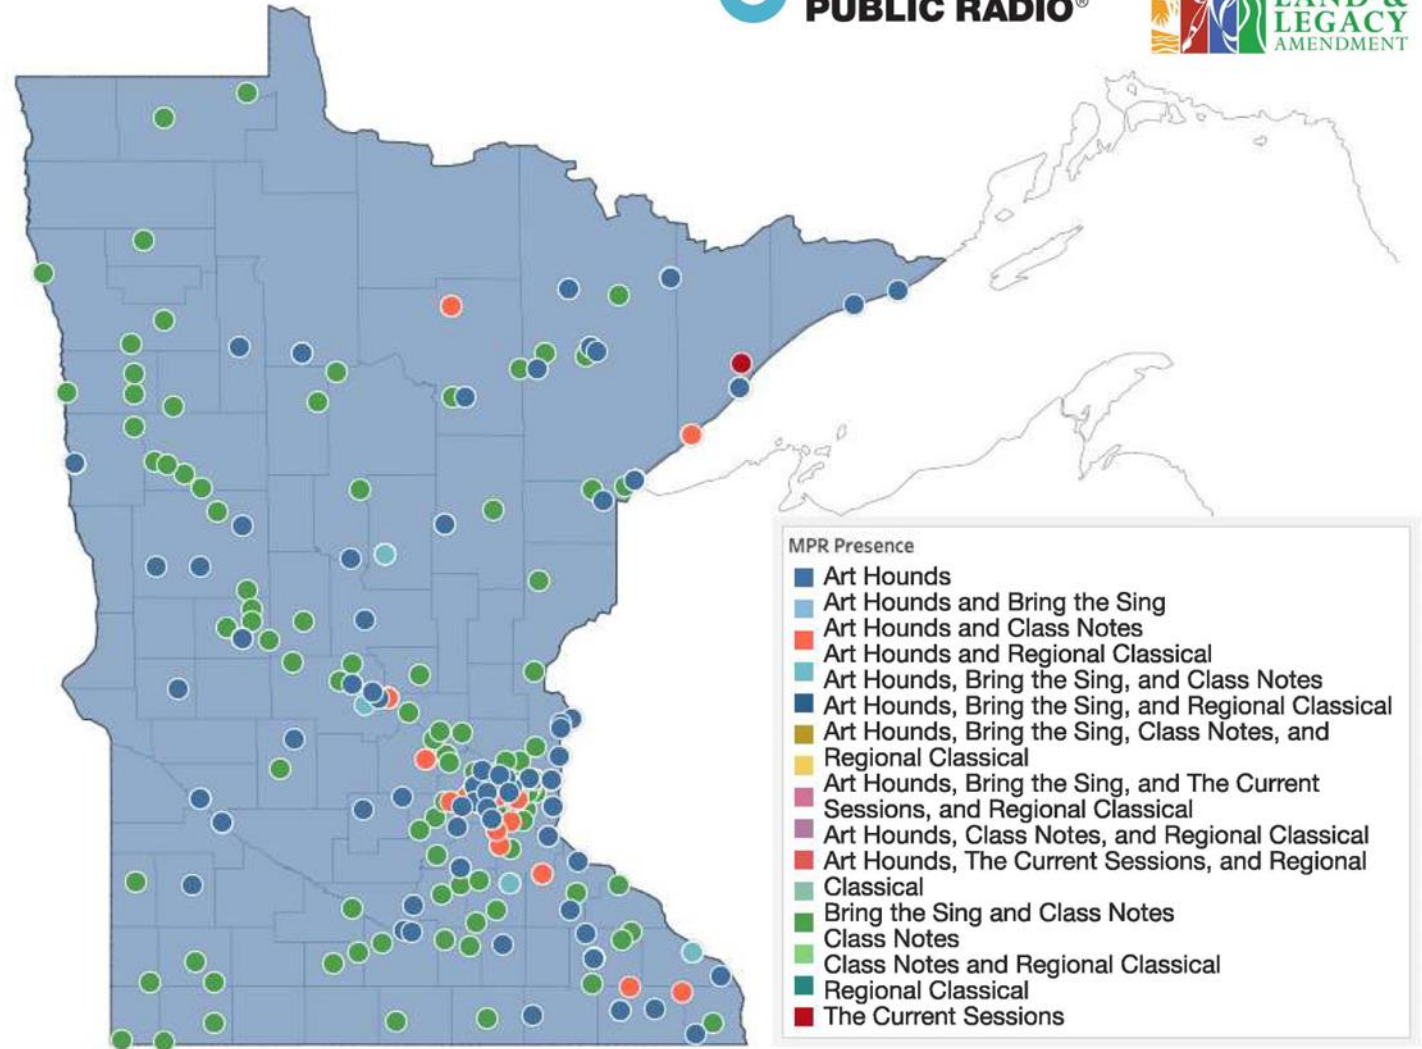 PUBLIC RADIO®
LAND &
LEGACY
AMENDMENT
MPR Presence
Art Hounds
Art Hounds and Bring the Sing
Art Hounds and Class Notes
Art Hounds and Regional Classical
Art Hounds, Bring the Sing, and Class Notes
Art Hounds, Bring the Sing, and Regional Classical
Art Hounds, Bring the Sing, Class Notes, and
Regional Classical
Art Hounds, Bring the Sing, and The Current
Sessions, and Regional Classical
Art Hounds, Class Notes, and Regional Classical
Art Hounds, The Current Sessions, and Regional
Classical
Bring the Sing and Class Notes
Class Notes
Class Notes and Regional Classical
Regional Classical
The Current Sessions